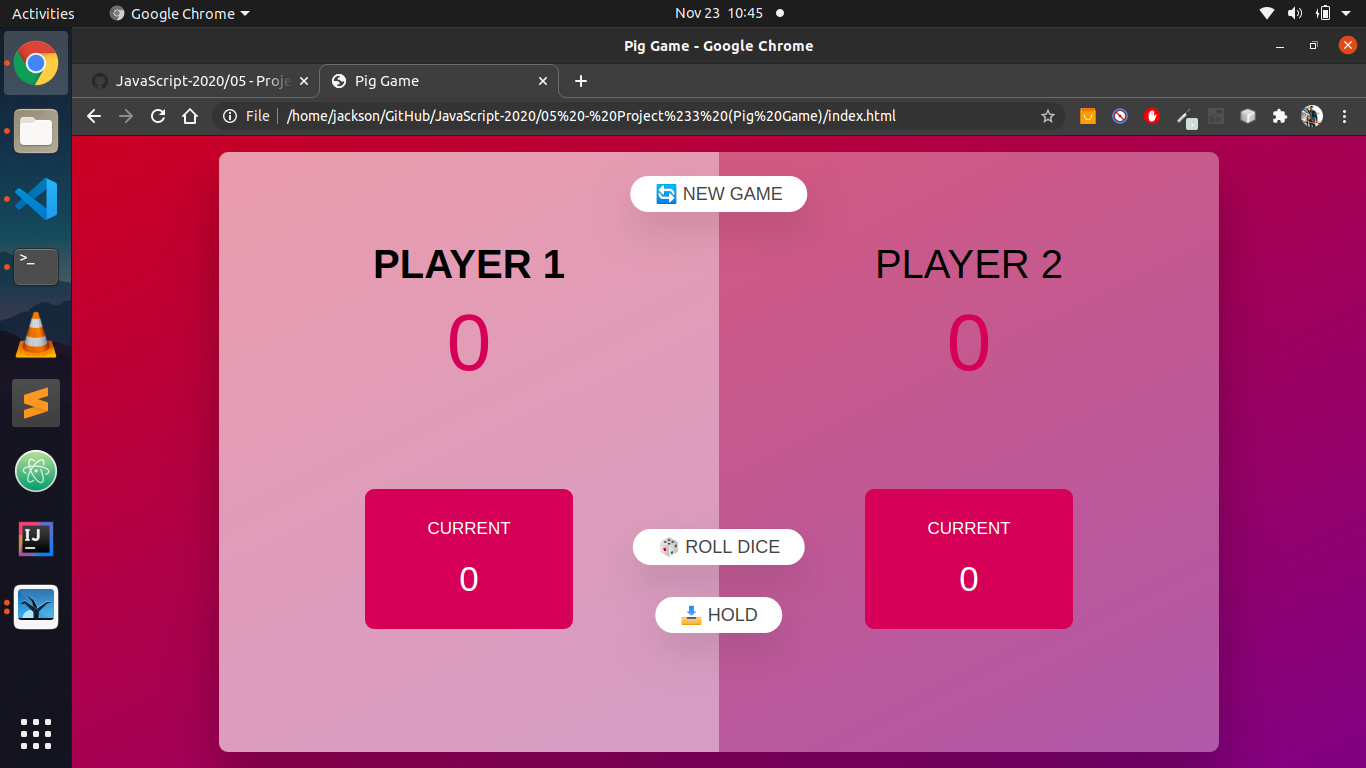 Activities Google Chrome Nov 23 10:45
Pig Game - Google Chrome
JavaScript-2020/05 - Proje Pig Game
File /home/jackson/GitHub/JavaScript-2020/05%20-%20Project%233%20(Pig%20Game)/index.html
NEW GAME
PLAYER 1 PLAYER 2
0 0
CURRENT CURRENT
ROLL DICE
0 0
HOLD
>_
IJ